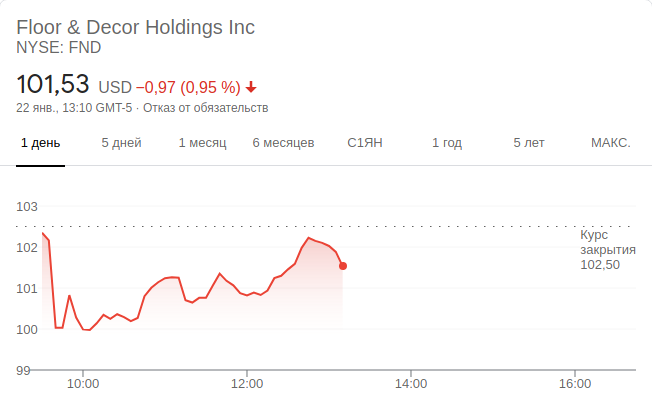 Floor & Decor Holdings Inc
NYSE: FND
101,53 USD −0,97 (0,95 %)
22 янв., 13:10 GMT-5 · Отказ от обязательств
1 день 5 дней 1 месяц 6 месяцев С1ЯН 1 год 5 лет МАКС.
103
Курс
102
закрытия
102,50
101
100
99
10:00 12:00 14:00 16:00